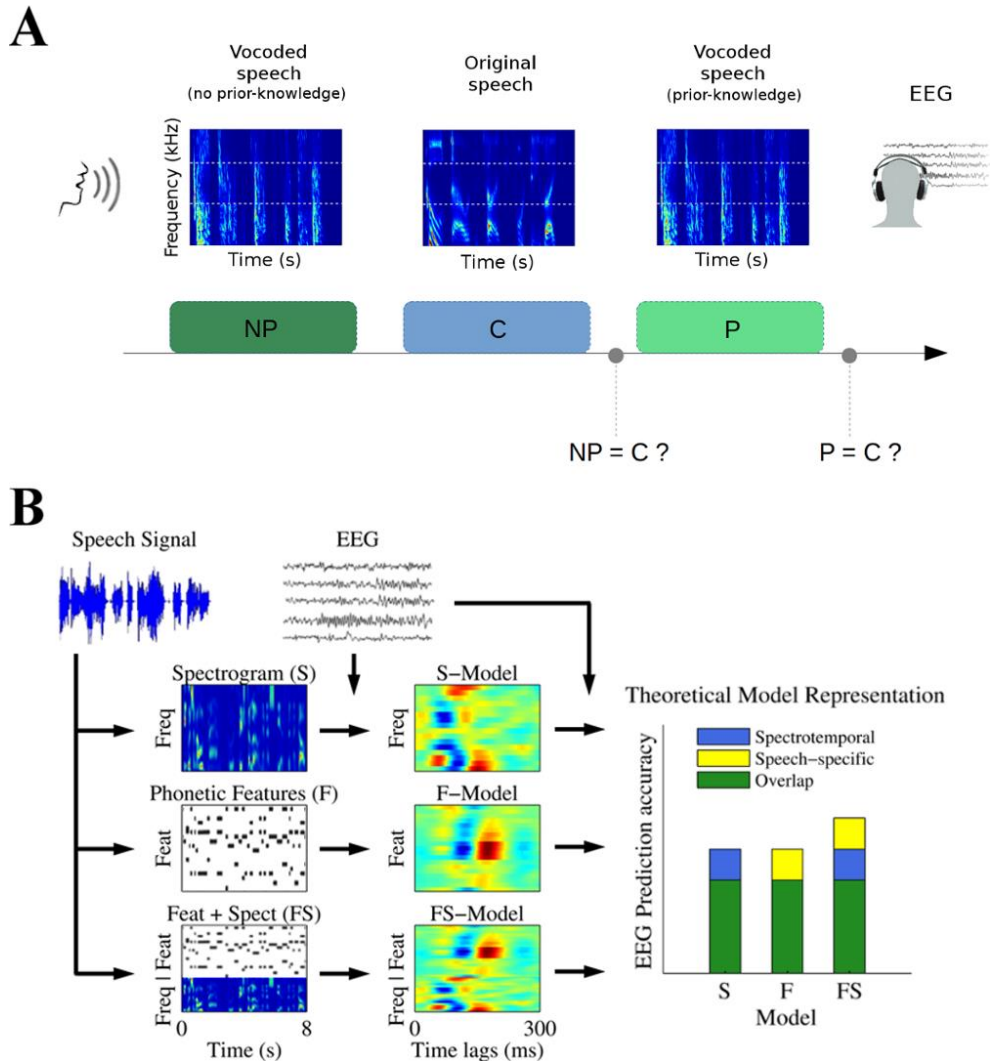 A
Vocoded
speech
(no prior-knowledge)
Original
speech
Vocoded
speech
(prior-knowledge)
EEG
Frequency (kHz)
Time (s)
Time (s)
Time (s)
NP
C
P
NP = C ?
P = C ?
B
Speech Signal
EEG
Spectrogram (S)
S-Model
Freq
Freq
Phonetic Features (F)
F-Model
Feat
Feat
Feat + Spect (FS)
FS-Model
Freq | Feat
Freq | Feat
0
8
0
300
Time (s)
Time lags (ms)
Theoretical Model Representation
Spectrotemporal
Speech-specific
Overlap
EEG Prediction accuracy
S
F
FS
Model